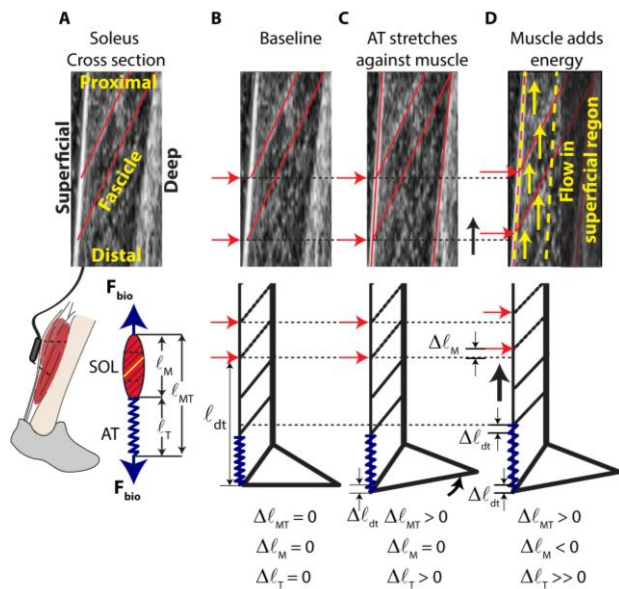 A
Soleus
Cross section
Proximal
Superficial
Fascicle
Deep
Distal
F_bio
SOL
AT
ℓ_M
ℓ_T
ℓ_MT
F_bio
B
Baseline
ℓ_dt
Δℓ_MT = 0
Δℓ_M = 0
Δℓ_T = 0
C
AT stretches
against muscle
Δℓ_dt
Δℓ_MT > 0
Δℓ_M = 0
Δℓ_T > 0
D
Muscle adds
energy
Flow in
superficial regon
Δℓ_M
Δℓ_dt
Δℓ_dt
Δℓ_MT > 0
Δℓ_M < 0
Δℓ_T >> 0